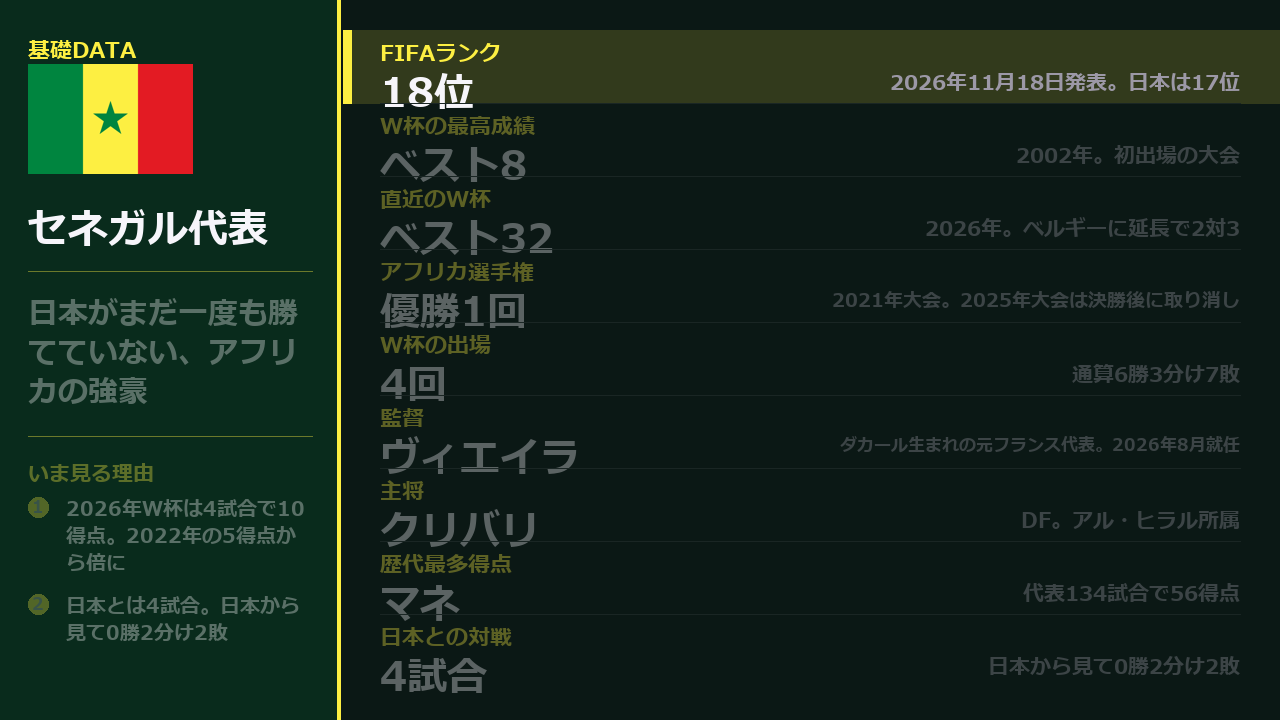 基礎DATA
セネガル代表
日本がまだ一度も勝
てていない、アフリ
カの強豪
いま見る理由
1 2026年W杯は4試合で10
得点。2022年の5得点か
ら倍に
2 日本とは4試合。日本から
見て0勝2分け2敗
FIFAランク
18位 2026年11月18日発表。日本は17位
W杯の最高成績
ベスト8 2002年。初出場の大会
直近のW杯
ベスト32 2026年。ベルギーに延長で2対3
アフリカ選手権
優勝1回 2021年大会。2025年大会は決勝後に取り消し
W杯の出場
4回 通算6勝3分け7敗
監督
ヴィエイラ ダカール生まれの元フランス代表。2026年8月就任
主将
クリバリ DF。アル・ヒラル所属
歴代最多得点
マネ 代表134試合で56得点
日本との対戦
4試合 日本から見て0勝2分け2敗